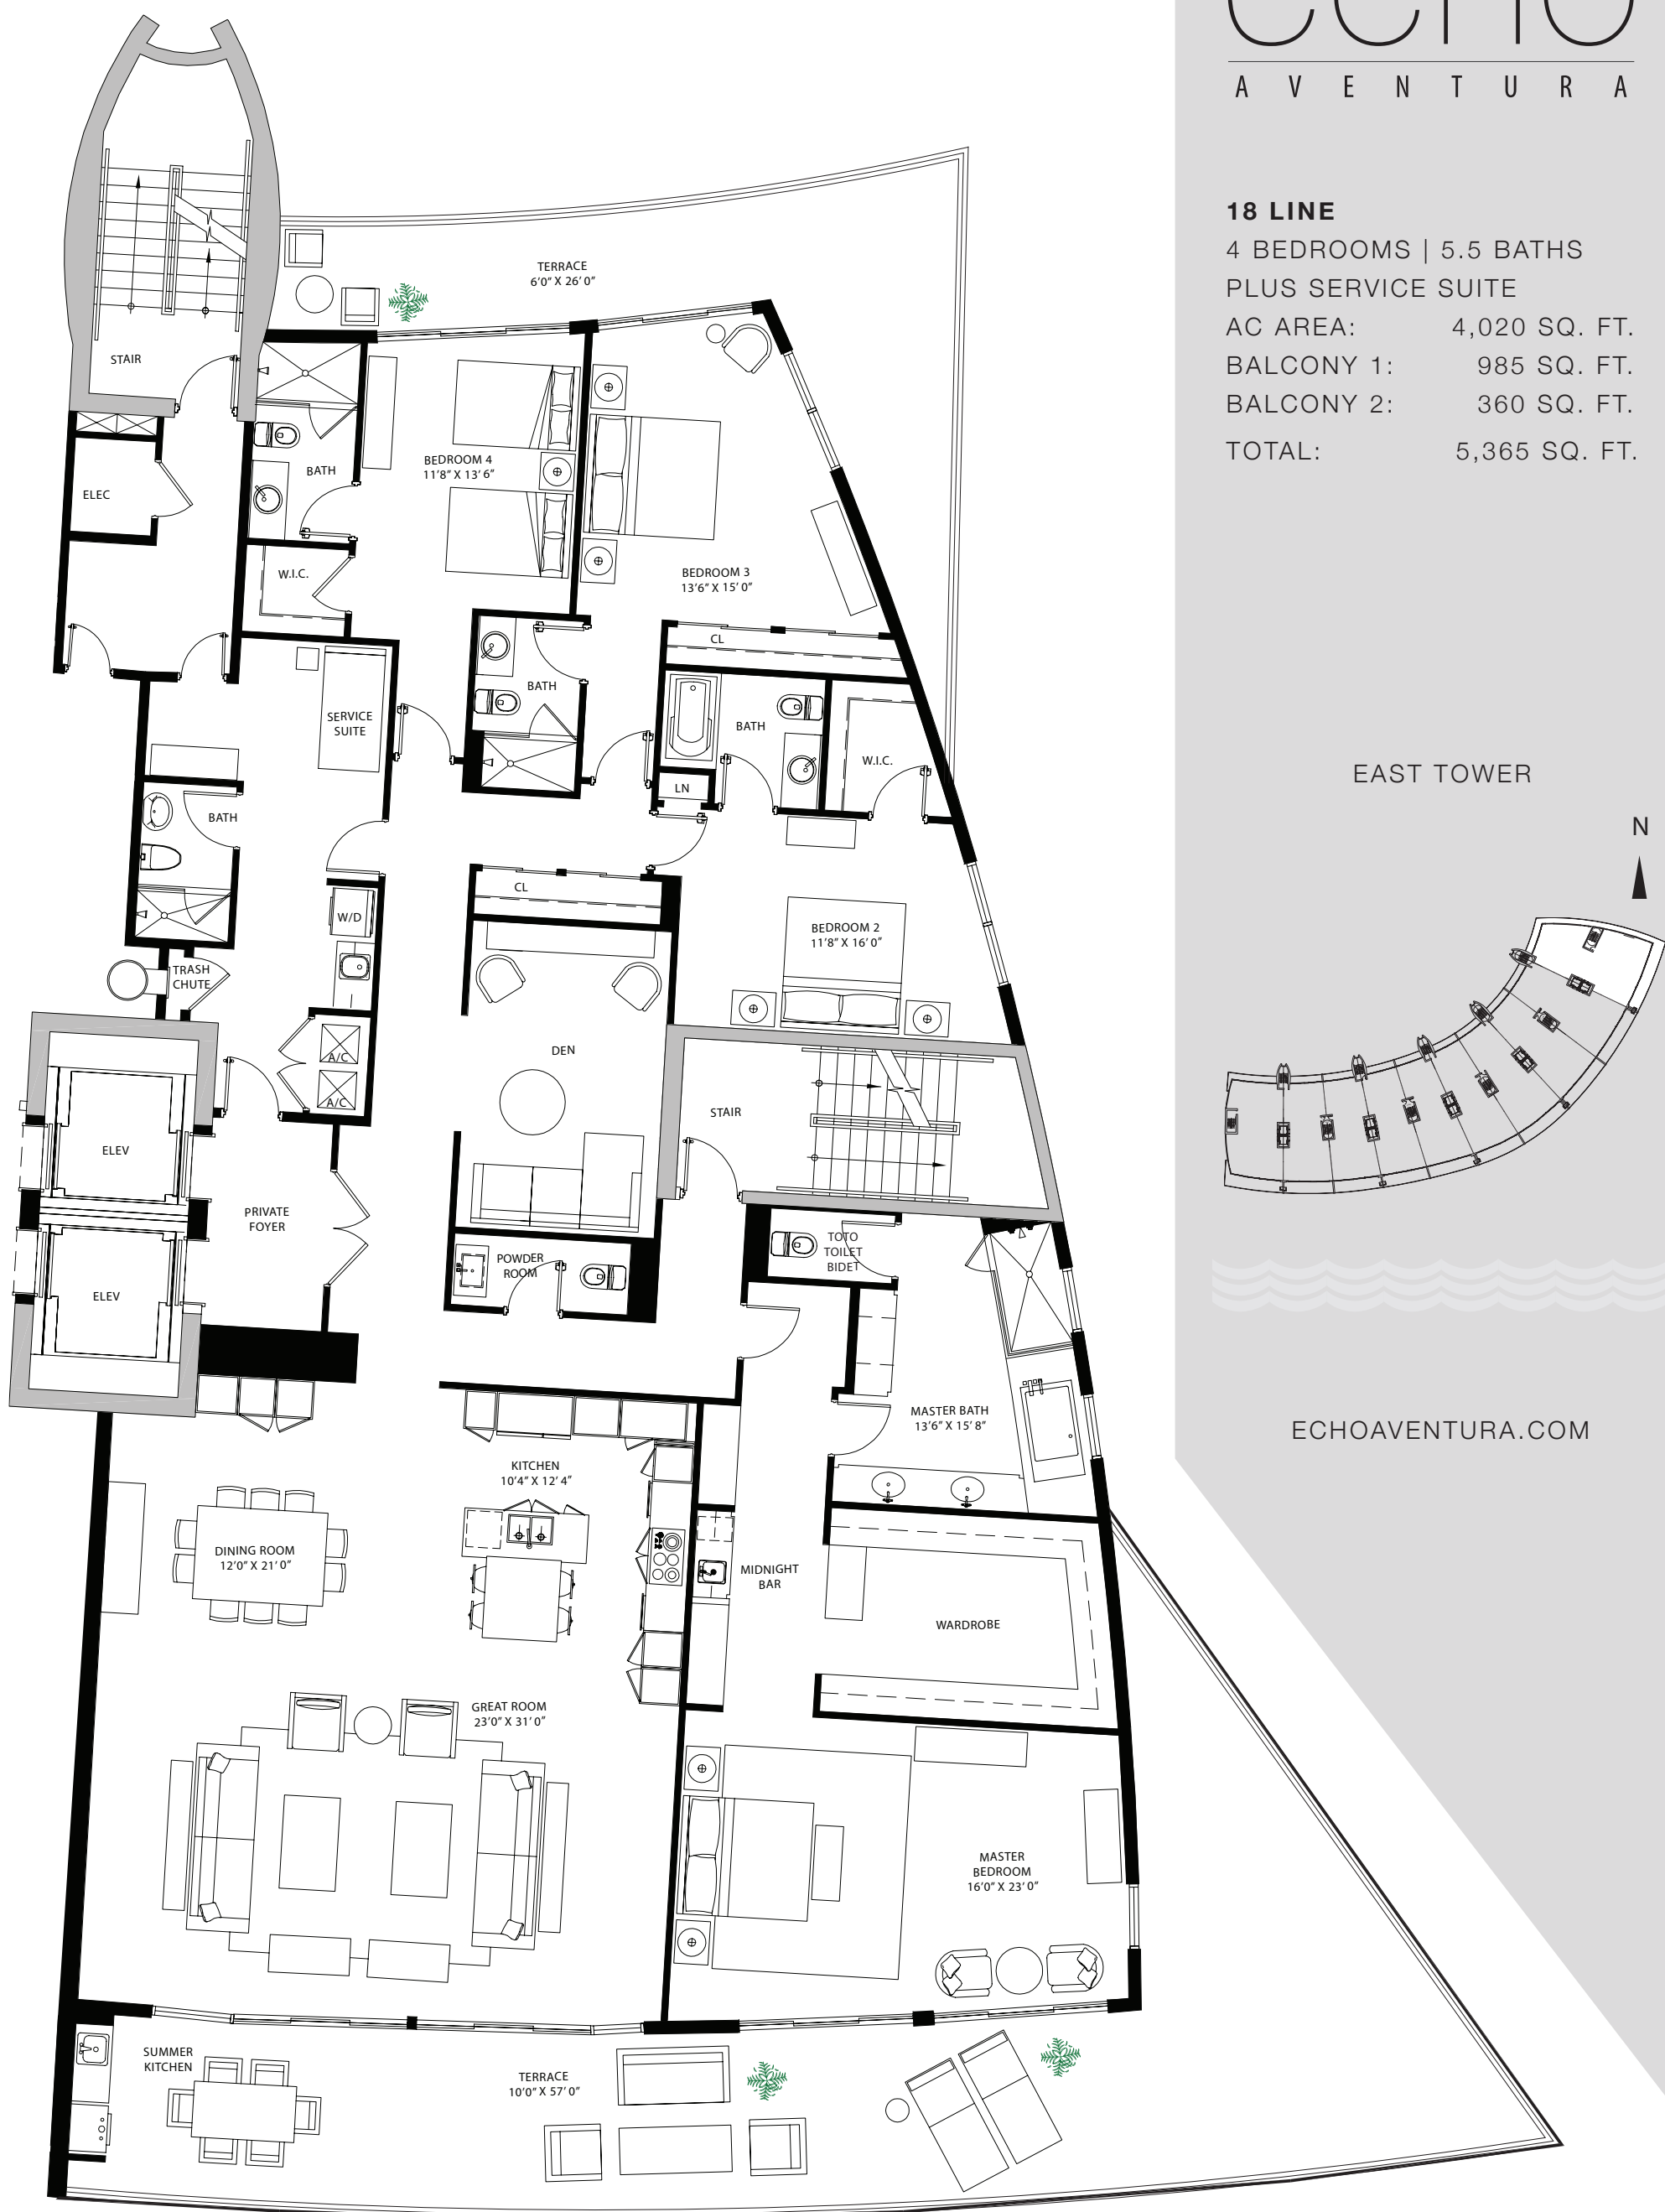 echo
AVENTURA
18 LINE
4 BEDROOMS | 5.5 BATHS
PLUS SERVICE SUITE
AC AREA: 4,020 SQ. FT.
BALCONY 1: 985 SQ. FT.
BALCONY 2: 360 SQ. FT.
TOTAL: 5,365 SQ. FT.
EAST TOWER
N
ECHOAVENTURA.COM
TERRACE
6'0" X 26'0"
STAIR
BATH
BEDROOM 4
11'8" X 13'6"
ELEC
W.I.C.
BEDROOM 3
13'6" X 15'0"
CL
BATH
SERVICE
SUITE
BATH
W.I.C.
LN
BATH
CL
W/D
BEDROOM 2
11'8" X 16'0"
TRASH
CHUTE
A/C
A/C
DEN
STAIR
ELEV
PRIVATE
FOYER
ELEV
POWDER
ROOM
TOTO
TOILET
BIDET
MASTER BATH
13'6" X 15'8"
KITCHEN
10'4" X 12'4"
DINING ROOM
12'0" X 21'0"
MIDNIGHT
BAR
WARDROBE
GREAT ROOM
23'0" X 31'0"
MASTER
BEDROOM
16'0" X 23'0"
SUMMER
KITCHEN
TERRACE
10'0" X 57'0"